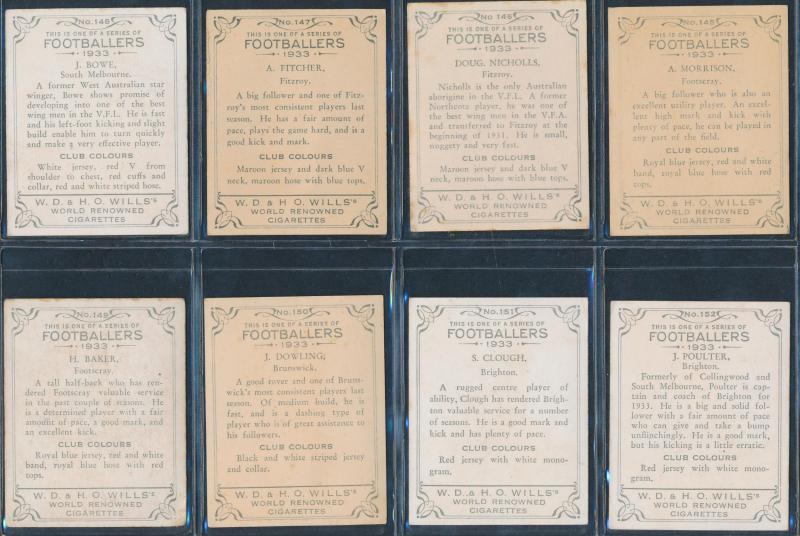 No. 148
THIS IS ONE OF A SERIES OF
FOOTBALLERS
1933
J. BOWE,
South Melbourne.
A former West Australian star
winger, Bowe shows promise of
developing into one of the best
wing men in the V.F.L. He is fast
and his left-foot kicking and slight
build enable him to turn quickly
and make a very effective player.
CLUB COLOURS
White jersey, red V from
shoulder to chest, red cuffs and
collar, red and white striped hose.
W. D. & H. O. WILLS'S
WORLD RENOWNED
CIGARETTES
No. 147
THIS IS ONE OF A SERIES OF
FOOTBALLERS
1933
A. FITCHER,
Fitzroy.
A big follower and one of Fitz-
roy's most consistent players last
season. He has a fair amount of
pace, plays the game hard, and is a
good kick and mark.
CLUB COLOURS
Maroon jersey and dark blue V
neck, maroon hose with blue tops.
W. D. & H. O. WILLS'S
WORLD RENOWNED
CIGARETTES
No. 146
THIS IS ONE OF A SERIES OF
FOOTBALLERS
1933
DOUG. NICHOLLS,
Fitzroy.
Nicholls is the only Australian
aborigine in the V.F.L. A former
Northcote player, he was one of
the best wing men in the V.F.A.
and transferred to Fitzroy at the
beginning of 1931. He is small,
nuggety and very fast.
CLUB COLOURS
Maroon jersey and dark blue V
neck, maroon hose with blue tops.
W. D. & H. O. WILLS'S
WORLD RENOWNED
CIGARETTES
No. 145
THIS IS ONE OF A SERIES OF
FOOTBALLERS
1933
A. MORRISON,
Footscray.
A big follower who is also an
excellent utility player. An excel-
lent high mark and kick with
plenty of pace, he can be played in
any part of the field.
CLUB COLOURS
Royal blue jersey, red and white
band, royal blue hose with red
tops.
W. D. & H. O. WILLS'S
WORLD RENOWNED
CIGARETTES
No. 149
THIS IS ONE OF A SERIES OF
FOOTBALLERS
1933
H. BAKER,
Footscray.
A tall half-back who has ren-
dered Footscray valuable service
in the past couple of seasons. He
is a determined player with a fair
amount of pace, a good mark, and
an excellent kick.
CLUB COLOURS
Royal blue jersey, red and white
band, royal blue hose with red
tops.
W. D. & H. O. WILLS'S
WORLD RENOWNED
CIGARETTES
No. 150
THIS IS ONE OF A SERIES OF
FOOTBALLERS
1933
J. DOWLING,
Brunswick.
A good rover and one of Bruns-
wick's most consistent players last
season. Of medium build, he is
fast, and is a dashing type of
player who is of great assistance to
his followers.
CLUB COLOURS
Black and white striped jersey
and collar.
W. D. & H. O. WILLS'S
WORLD RENOWNED
CIGARETTES
No. 151
THIS IS ONE OF A SERIES OF
FOOTBALLERS
1933
S. CLOUGH,
Brighton.
A rugged centre player of
ability, Clough has rendered Brigh-
ton valuable service for a number
of seasons. He is a good mark and
kick and has plenty of pace.
CLUB COLOURS
Red jersey with white mono-
gram.
W. D. & H. O. WILLS'S
WORLD RENOWNED
CIGARETTES
No. 152
THIS IS ONE OF A SERIES OF
FOOTBALLERS
1933
J. POULTER,
Brighton.
Formerly of Collingwood and
South Melbourne, Poulter is cap-
tain and coach of Brighton for
1933. He is a big and solid fol-
lower with a fair amount of pace
who can give and take a bump
unflinchingly. He is a good mark,
but his kicking is a little erratic.
CLUB COLOURS
Red jersey with white mono-
gram.
W. D. & H. O. WILLS'S
WORLD RENOWNED
CIGARETTES